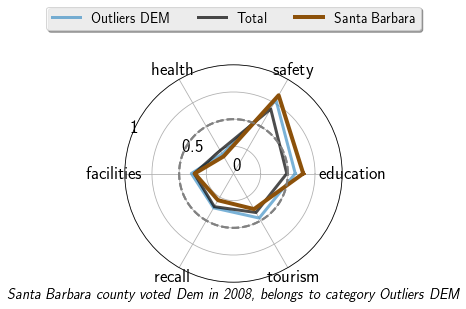 Outliers DEM Total Santa Barbara
health safety
1
0.5
0
facilities education
recall tourism
Santa Barbara county voted Dem in 2008, belongs to category Outliers DEM